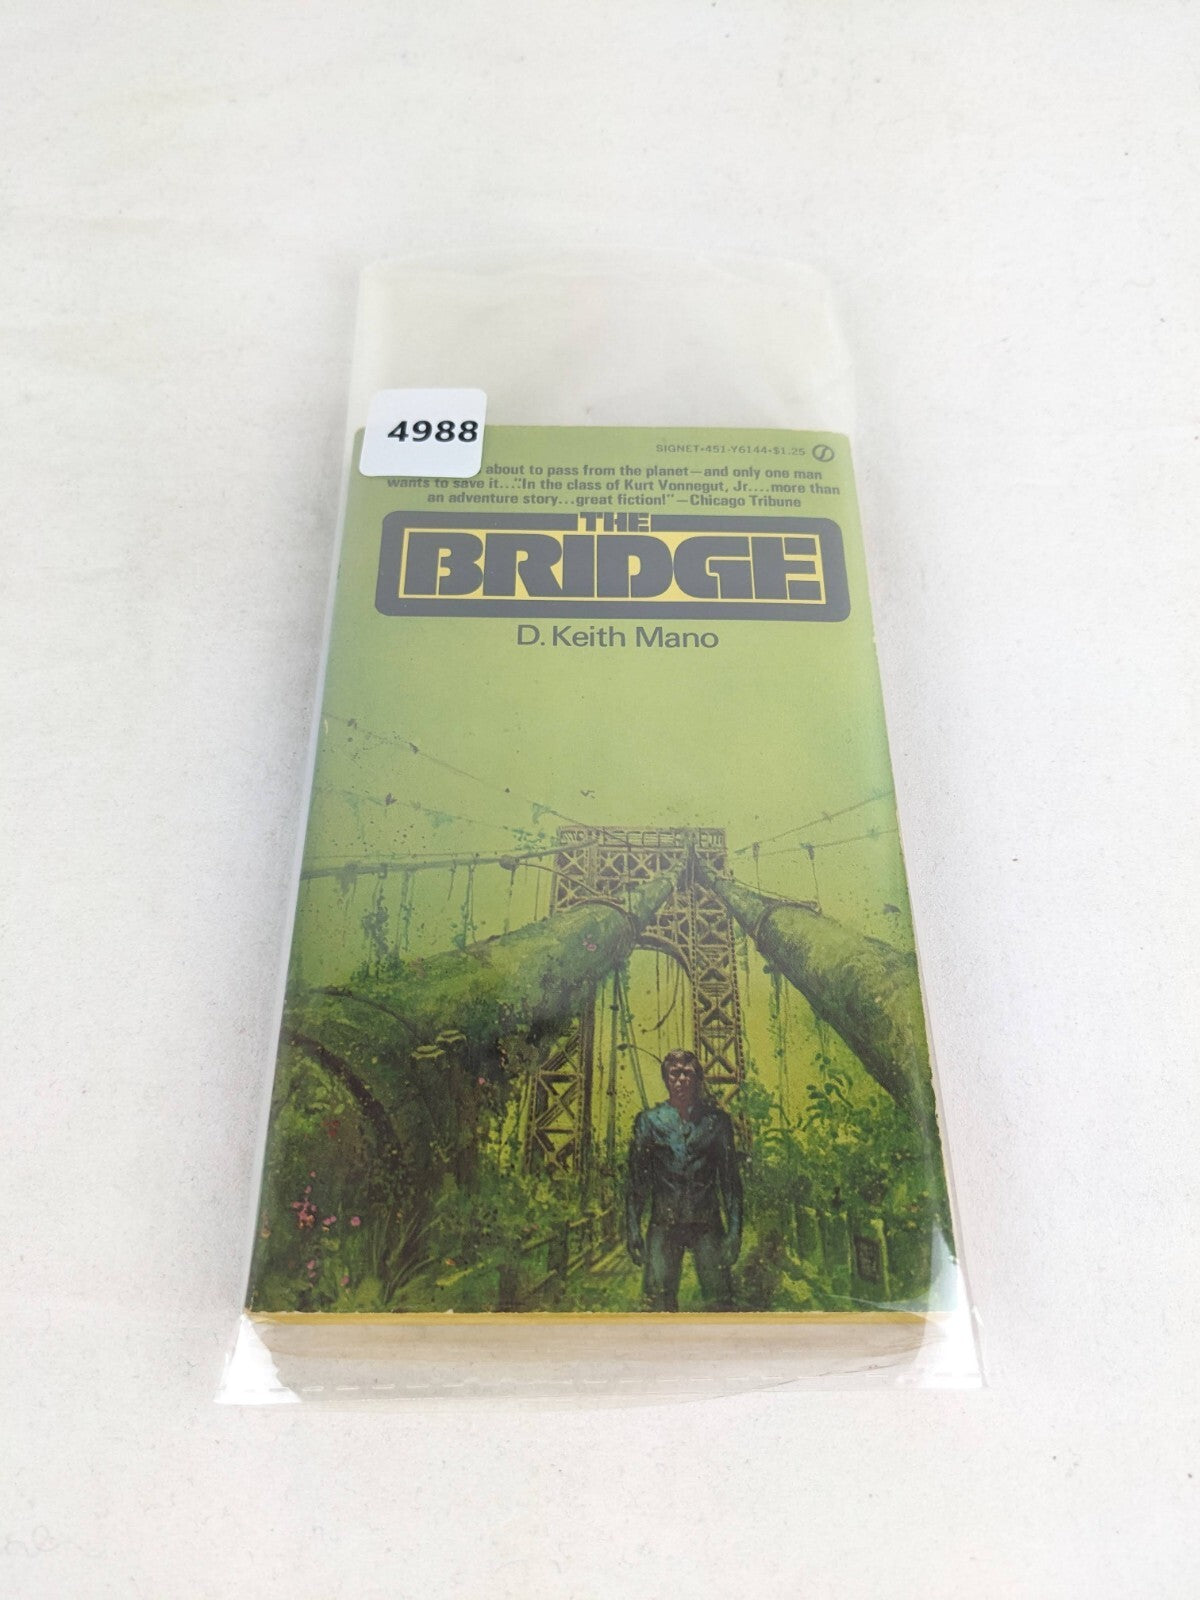 4988
SIGNET•451-Y6144•$1.25
about to pass from the planet—and only one man
wants to save it..."In the class of Kurt Vonnegut, Jr....more than
an adventure story...great fiction!"—Chicago Tribune
THE
BRIDGE
D. Keith Mano